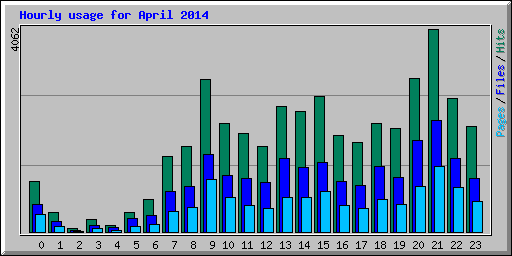 Hourly usage for April 2014
4062
Pages / Files / Hits
0 1 2 3 4 5 6 7 8 9 10 11 12 13 14 15 16 17 18 19 20 21 22 23